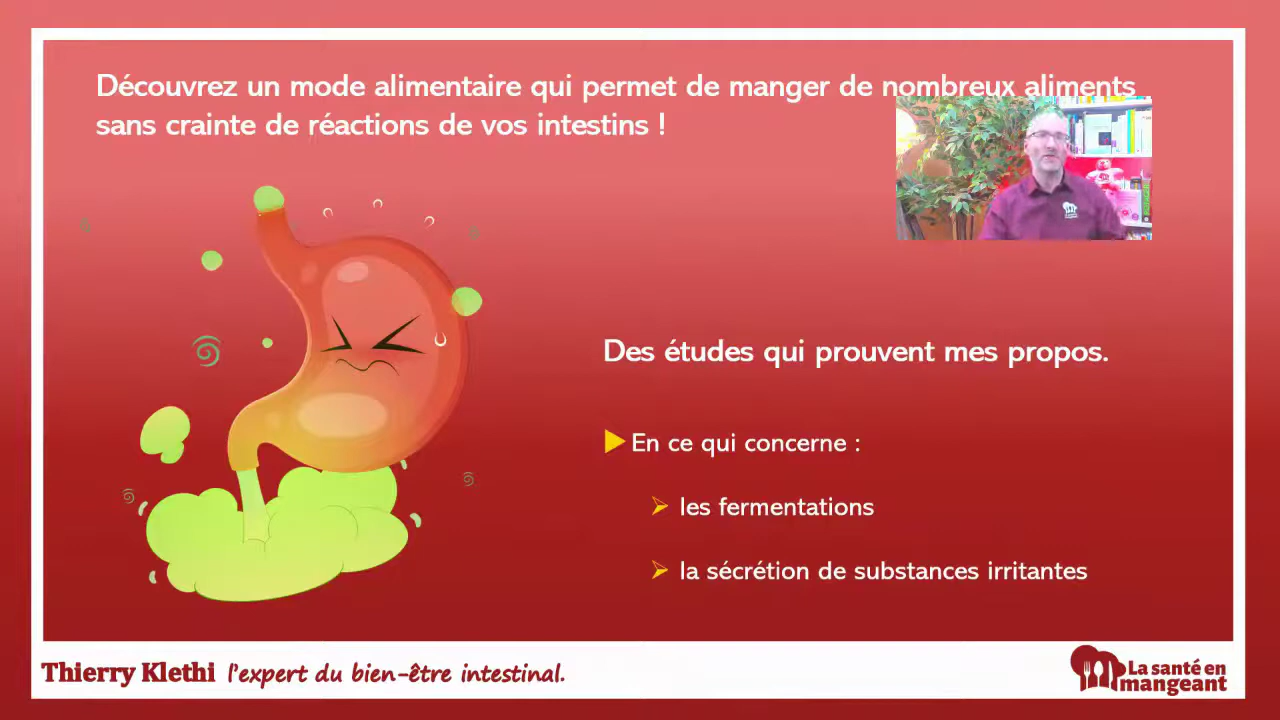 Découvrez un mode alimentaire qui permet de manger de nombreux aliments
sans crainte de réactions de vos intestins !
Des études qui prouvent mes propos.
En ce qui concerne :
les fermentations
la sécrétion de substances irritantes
Thierry Klethi l'expert du bien-être intestinal.
La santé en
mangeant